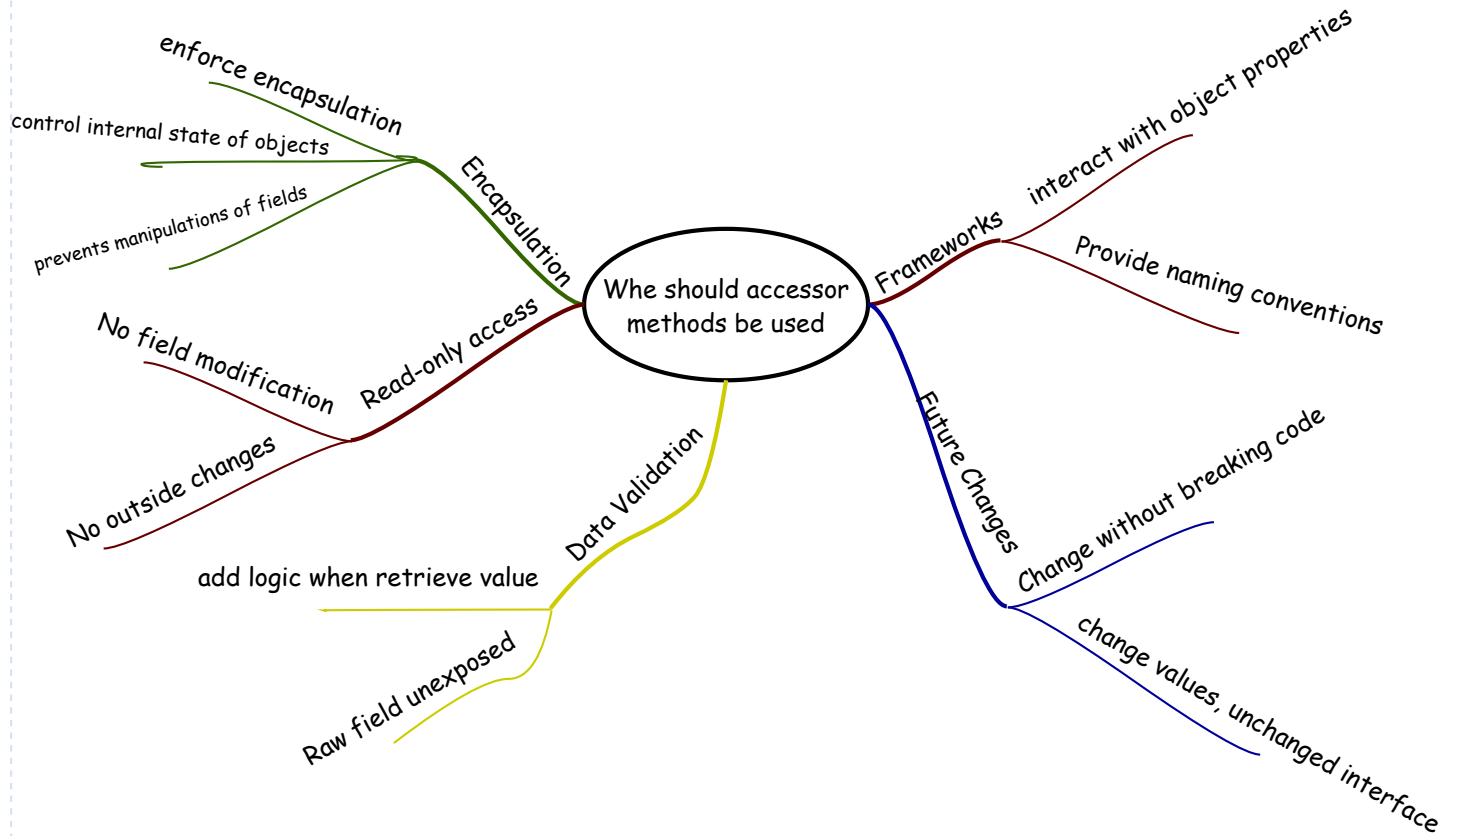 Whe should accessor
methods be used
Encapsulation
enforce encapsulation
control internal state of objects
prevents manipulations of fields
Read-only access
No field modification
No outside changes
Data Validation
add logic when retrieve value
Raw field unexposed
Frameworks
interact with object properties
Provide naming conventions
Future Changes
Change without breaking code
change values, unchanged interface